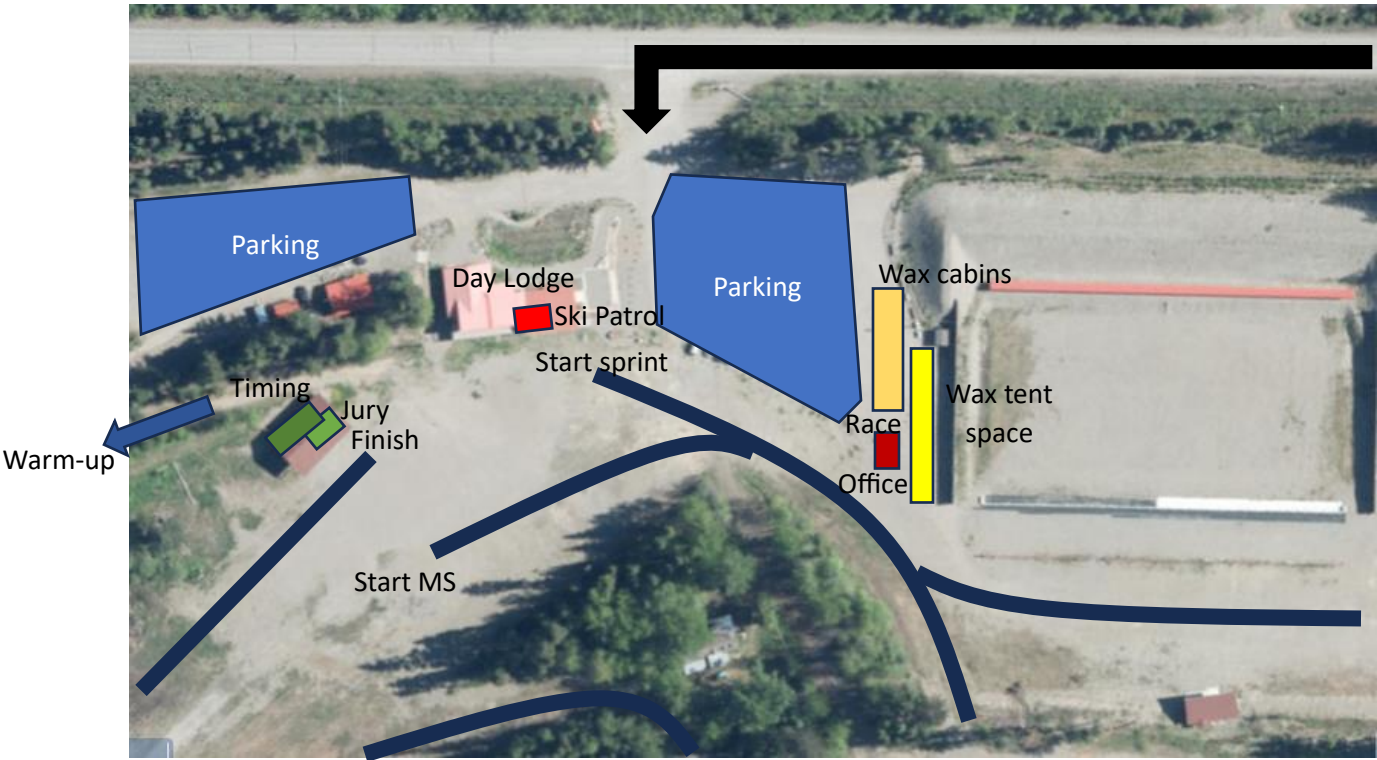 Parking
Day Lodge
Ski Patrol
Start sprint
Parking
Wax cabins
Wax tent
space
Race
Office
Timing
Jury
Finish
Warm-up
Start MS